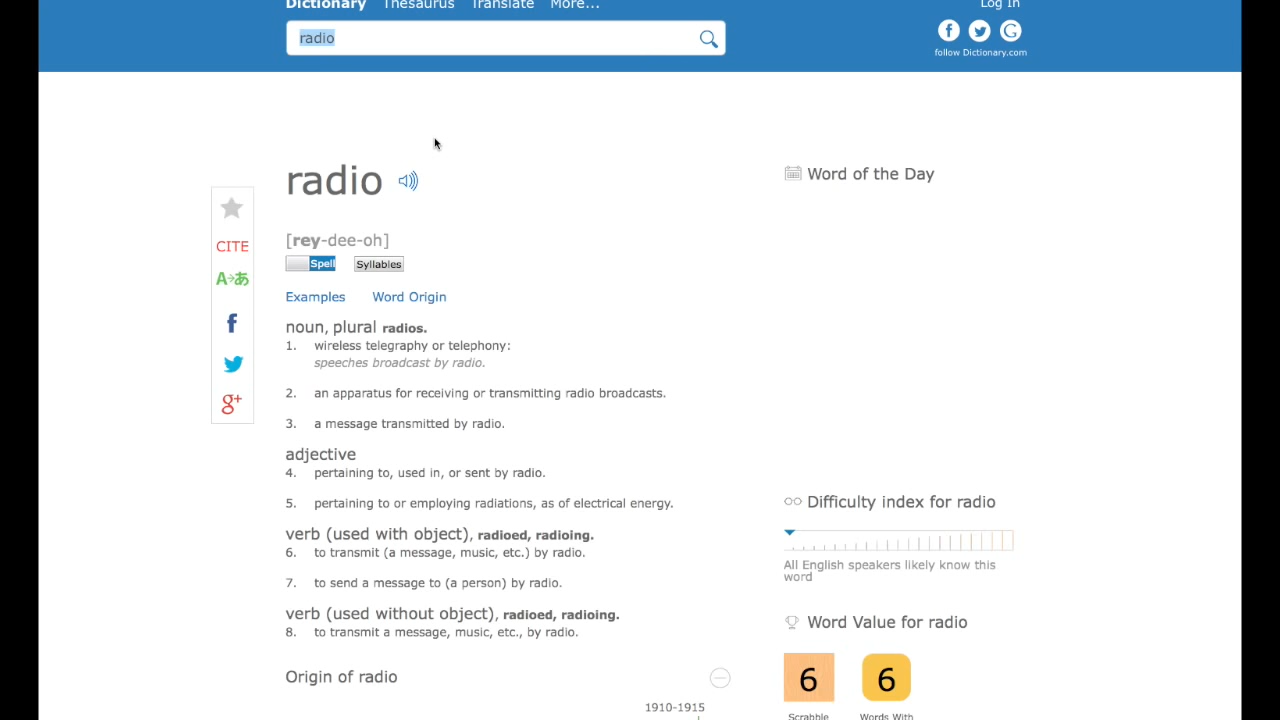 Dictionary Thesaurus Translate More...
Log In
radio
follow Dictionary.com
radio
[rey-dee-oh]
Spell Syllables
Examples Word Origin
noun, plural radios.
1. wireless telegraphy or telephony:
speeches broadcast by radio.
2. an apparatus for receiving or transmitting radio broadcasts.
3. a message transmitted by radio.
adjective
4. pertaining to, used in, or sent by radio.
5. pertaining to or employing radiations, as of electrical energy.
verb (used with object), radioed, radioing.
6. to transmit (a message, music, etc.) by radio.
7. to send a message to (a person) by radio.
verb (used without object), radioed, radioing.
8. to transmit a message, music, etc., by radio.
Origin of radio
1910-1915
CITE
A→あ
f
g+
Word of the Day
Difficulty index for radio
All English speakers likely know this
word
Word Value for radio
6 6
Scrabble Words With